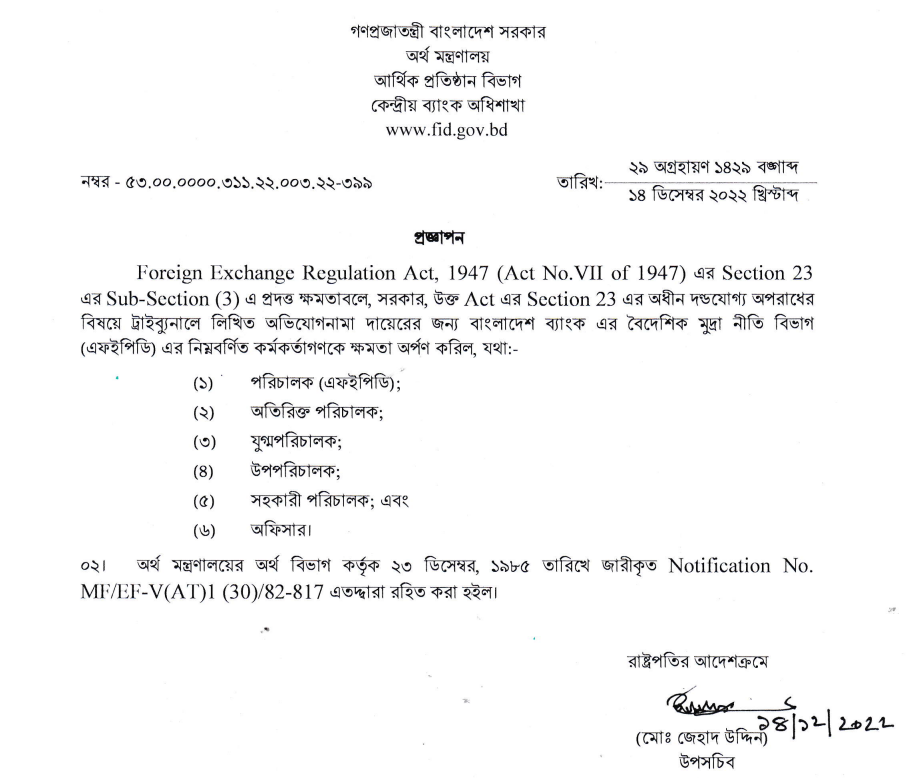 গণপ্রজাতন্ত্রী বাংলাদেশ সরকার
অর্থ মন্ত্রণালয়
আর্থিক প্রতিষ্ঠান বিভাগ
কেন্দ্রীয় ব্যাংক অধিশাখা
www.fid.gov.bd
নম্বর - ৫৩.০০.০০০০.৩১১.২২.০০৩.২২-৩৯৯
তারিখ:
২৯ অগ্রহায়ণ ১৪২৯ বঙ্গাব্দ
১৪ ডিসেম্বর ২০২২ খ্রিস্টাব্দ
প্রজ্ঞাপন
Foreign Exchange Regulation Act, 1947 (Act No.VII of 1947) এর Section 23
এর Sub-Section (3) এ প্রদত্ত ক্ষমতাবলে, সরকার, উক্ত Act এর Section 23 এর অধীন দন্ডযোগ্য অপরাধের
বিষয়ে ট্রাইব্যুনালে লিখিত অভিযোগনামা দায়েরের জন্য বাংলাদেশ ব্যাংক এর বৈদেশিক মুদ্রা নীতি বিভাগ
(এফইপিডি) এর নিম্নবর্ণিত কর্মকর্তাগণকে ক্ষমতা অর্পণ করিল, যথা:-
(১) পরিচালক (এফইপিডি);
(২) অতিরিক্ত পরিচালক;
(৩) যুগ্মপরিচালক;
(৪) উপপরিচালক;
(৫) সহকারী পরিচালক; এবং
(৬) অফিসার।
০২। অর্থ মন্ত্রণালয়ের অর্থ বিভাগ কর্তৃক ২৩ ডিসেম্বর, ১৯৮৫ তারিখে জারীকৃত Notification No.
MF/EF-V(AT)1 (30)/82-817 এতদ্দ্বারা রহিত করা হইল।
রাষ্ট্রপতির আদেশক্রমে
১৪/১২/২০২২
(মোঃ জেহাদ উদ্দিন)
উপসচিব